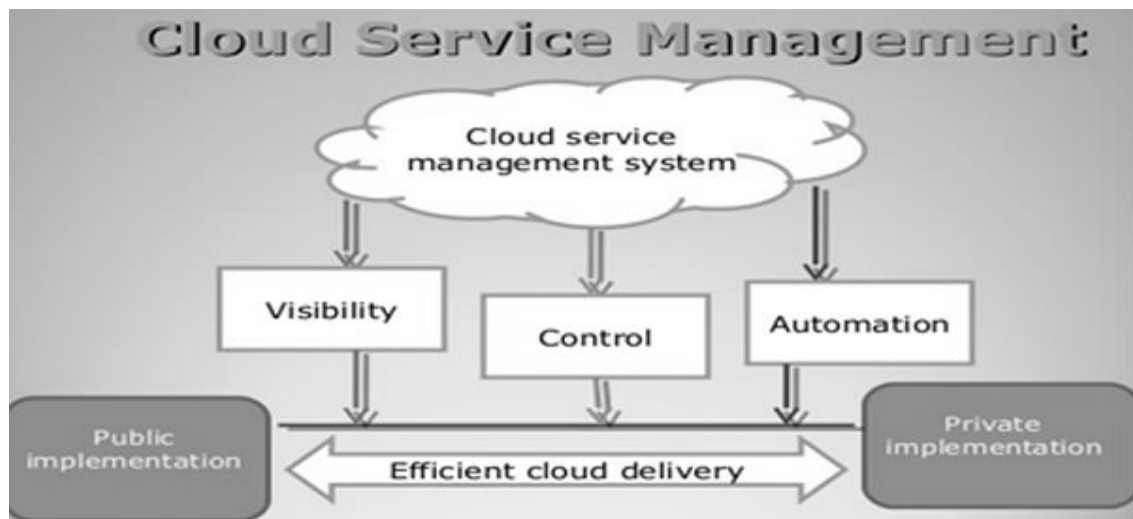 Cloud Service Management
Cloud service
management system
Visibility
Control
Automation
Public
implementation
Private
implementation
Efficient cloud delivery